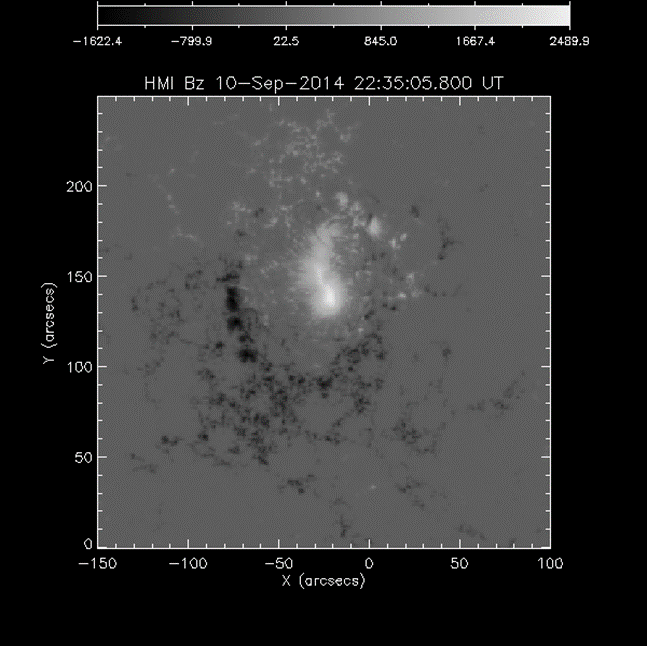 −1622.4 −799.9 22.5 845.0 1667.4 2489.9
HMI Bz 10−Sep−2014 22:35:05.800 UT
200
150
100
50
0
Y (arcsecs)
−150 −100 −50 0 50 100
X (arcsecs)